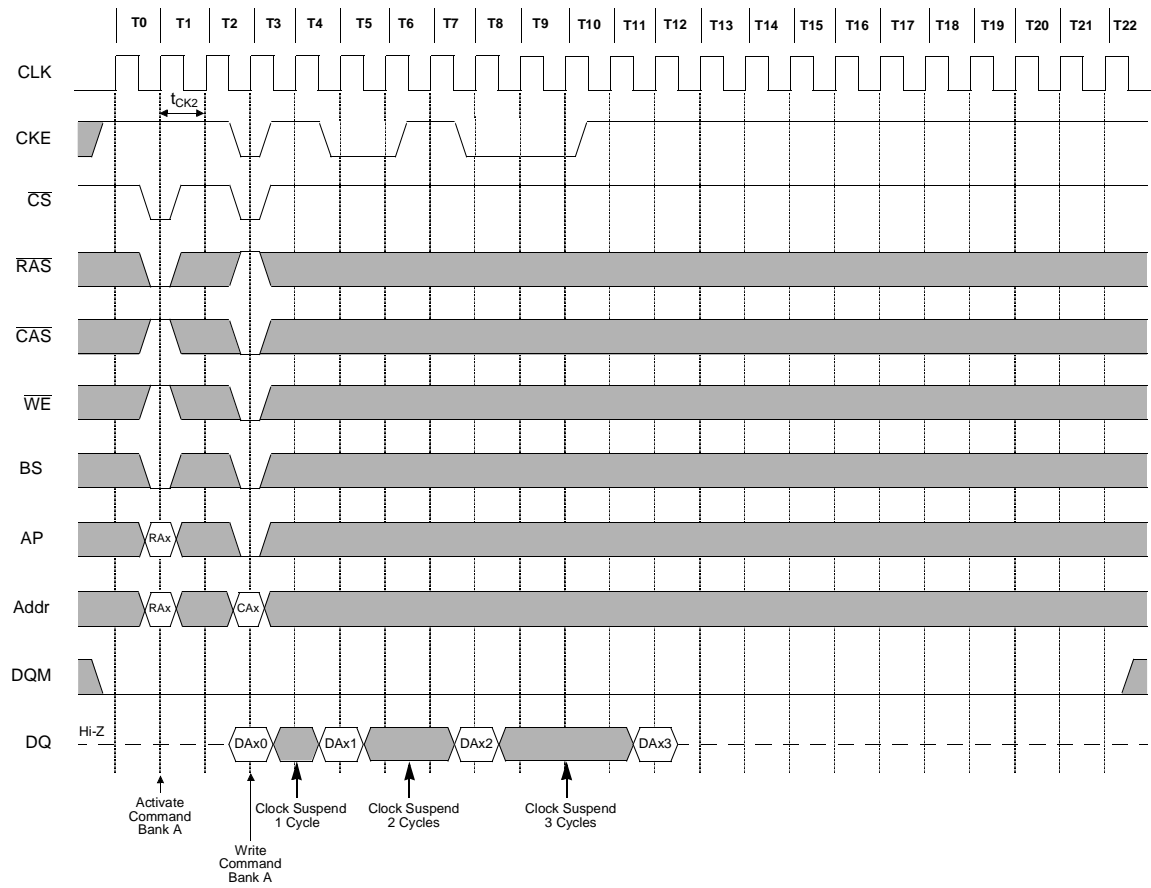 T0 T1 T2 T3 T4 T5 T6 T7 T8 T9 T10 T11 T12 T13 T14 T15 T16 T17 T18 T19 T20 T21 T22
CLK
tCK2
CKE
CS
RAS
CAS
WE
BS
AP
RAx
Addr
RAx CAx
DQM
DQ
Hi-Z
DAx0 DAx1 DAx2 DAx3
Activate
Command
Bank A
Write
Command
Bank A
Clock Suspend
1 Cycle
Clock Suspend
2 Cycles
Clock Suspend
3 Cycles